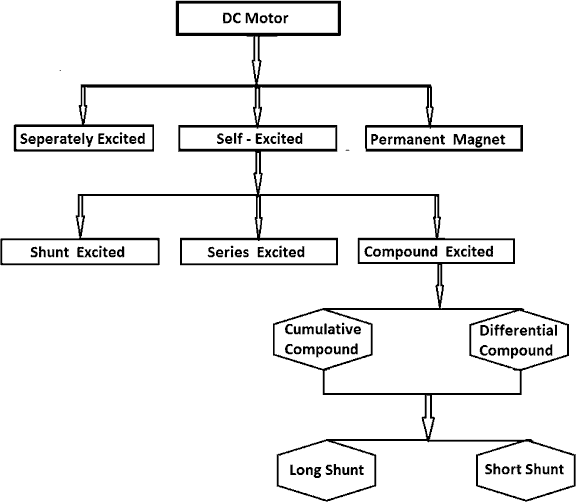 DC Motor
Seperately Excited
Self - Excited
Permanent Magnet
Shunt Excited
Series Excited
Compound Excited
Cumulative
Compound
Differential
Compound
Long Shunt
Short Shunt